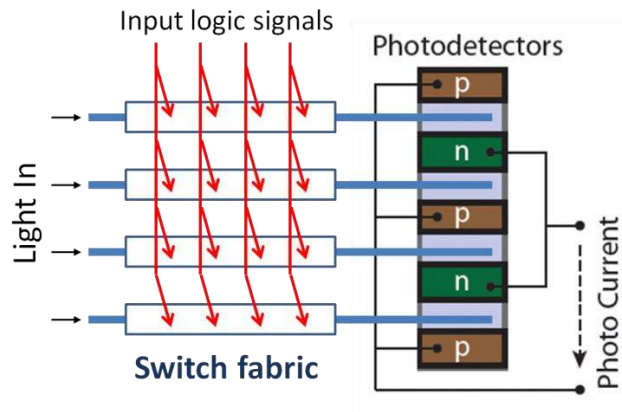 Input logic signals
Photodetectors
Light In
p
n
p
n
p
Photo Current
Switch fabric